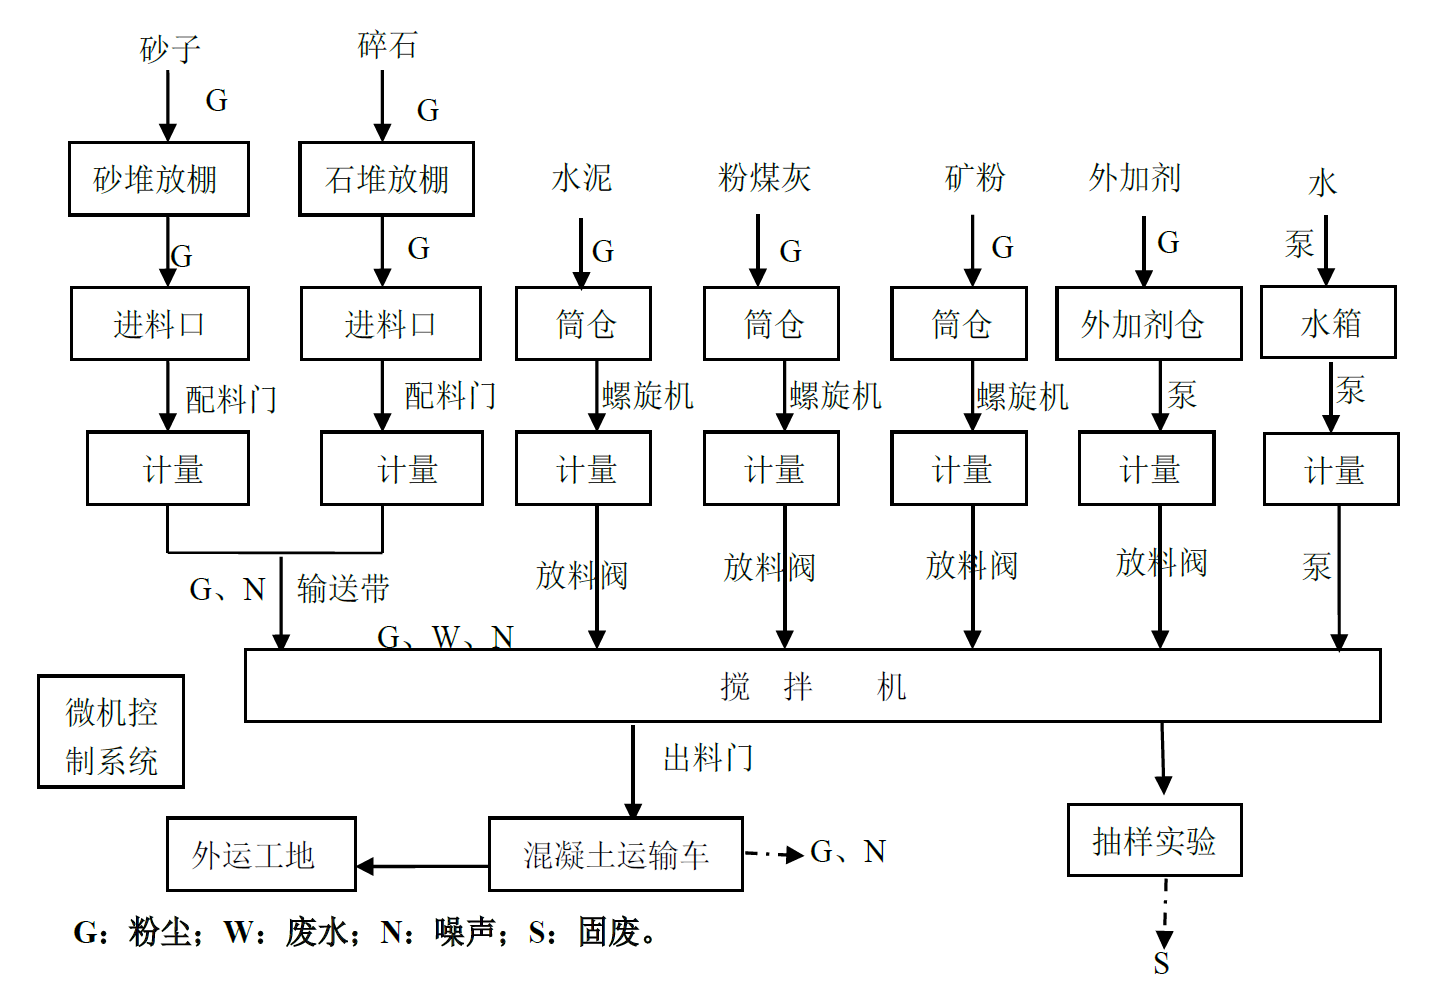 砂子
碎石
G
G
砂堆放棚
石堆放棚
水泥
粉煤灰
矿粉
外加剂
水
G
G
G
G
G
G
泵
进料口
进料口
筒仓
筒仓
筒仓
外加剂仓
水箱
配料门
配料门
螺旋机
螺旋机
螺旋机
泵
泵
计量
计量
计量
计量
计量
计量
计量
G、N
输送带
放料阀
放料阀
放料阀
放料阀
泵
G、W、N
搅 拌 机
微机控
制系统
出料门
外运工地
混凝土运输车
G、N
抽样实验
G：粉尘；W：废水；N：噪声；S：固废。
S